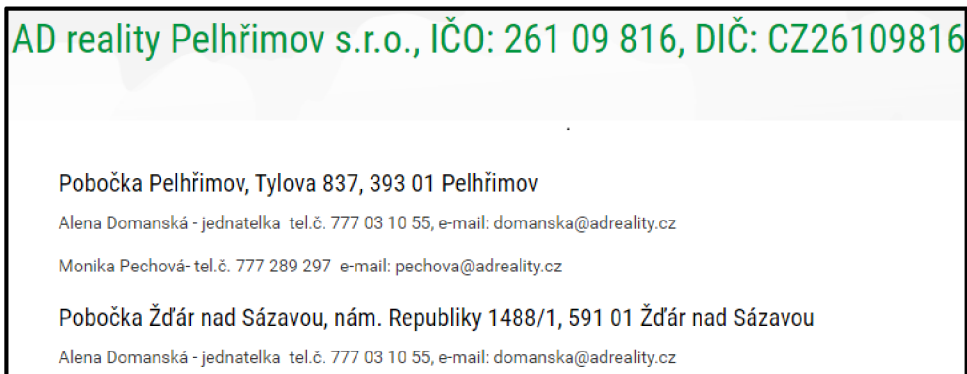 AD reality Pelhřimov s.r.o., IČO: 261 09 816, DIČ: CZ26109816
Pobočka Pelhřimov, Tylova 837, 393 01 Pelhřimov
Alena Domanská - jednatelka tel.č. 777 03 10 55, e-mail: domanska@adreality.cz
Monika Pechová- tel.č. 777 289 297 e-mail: pechova@adreality.cz
Pobočka Žďár nad Sázavou, nám. Republiky 1488/1, 591 01 Žďár nad Sázavou
Alena Domanská - jednatelka tel.č. 777 03 10 55, e-mail: domanska@adreality.cz